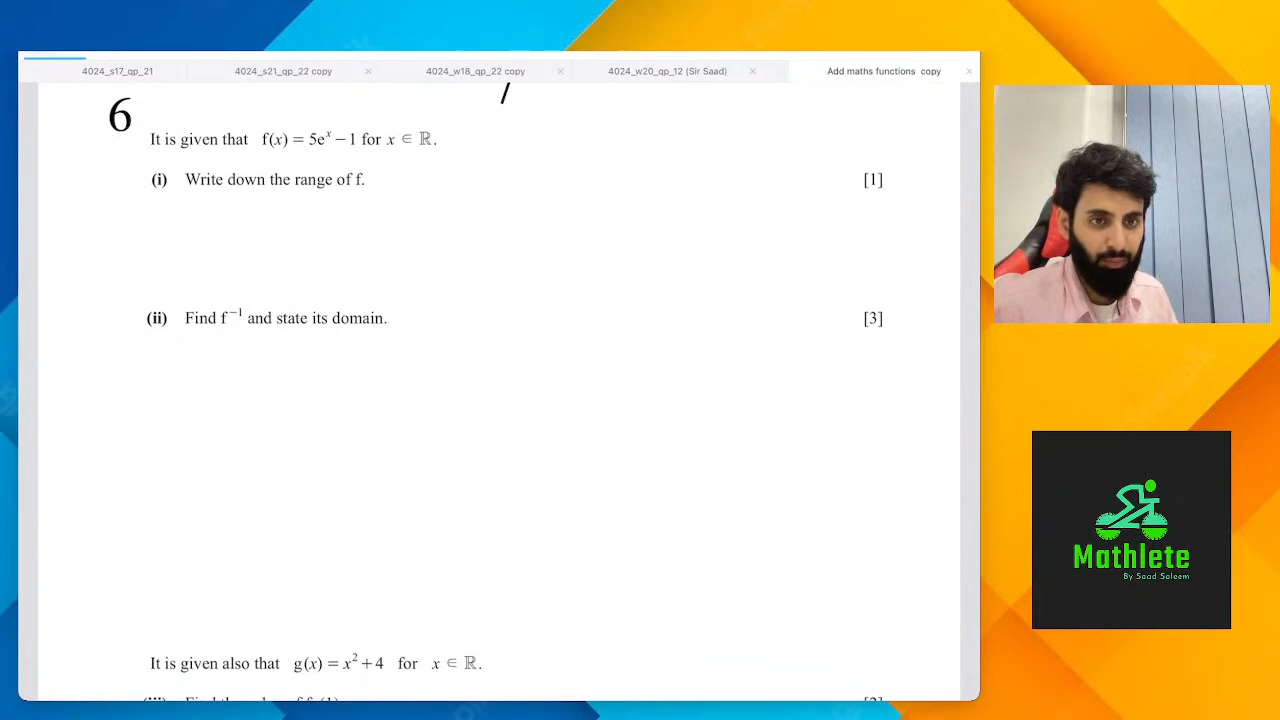 4024_s17_qp_21 4024_s21_qp_22 copy 4024_w18_qp_22 copy 4024_w20_qp_12 (Sir Saad) Add maths functions copy
6
It is given that f(x) = 5eˣ − 1 for x ∈ ℝ.
(i) Write down the range of f. [1]
(ii) Find f⁻¹ and state its domain. [3]
It is given also that g(x) = x² + 4 for x ∈ ℝ.
Mathlete
By Saad Saleem